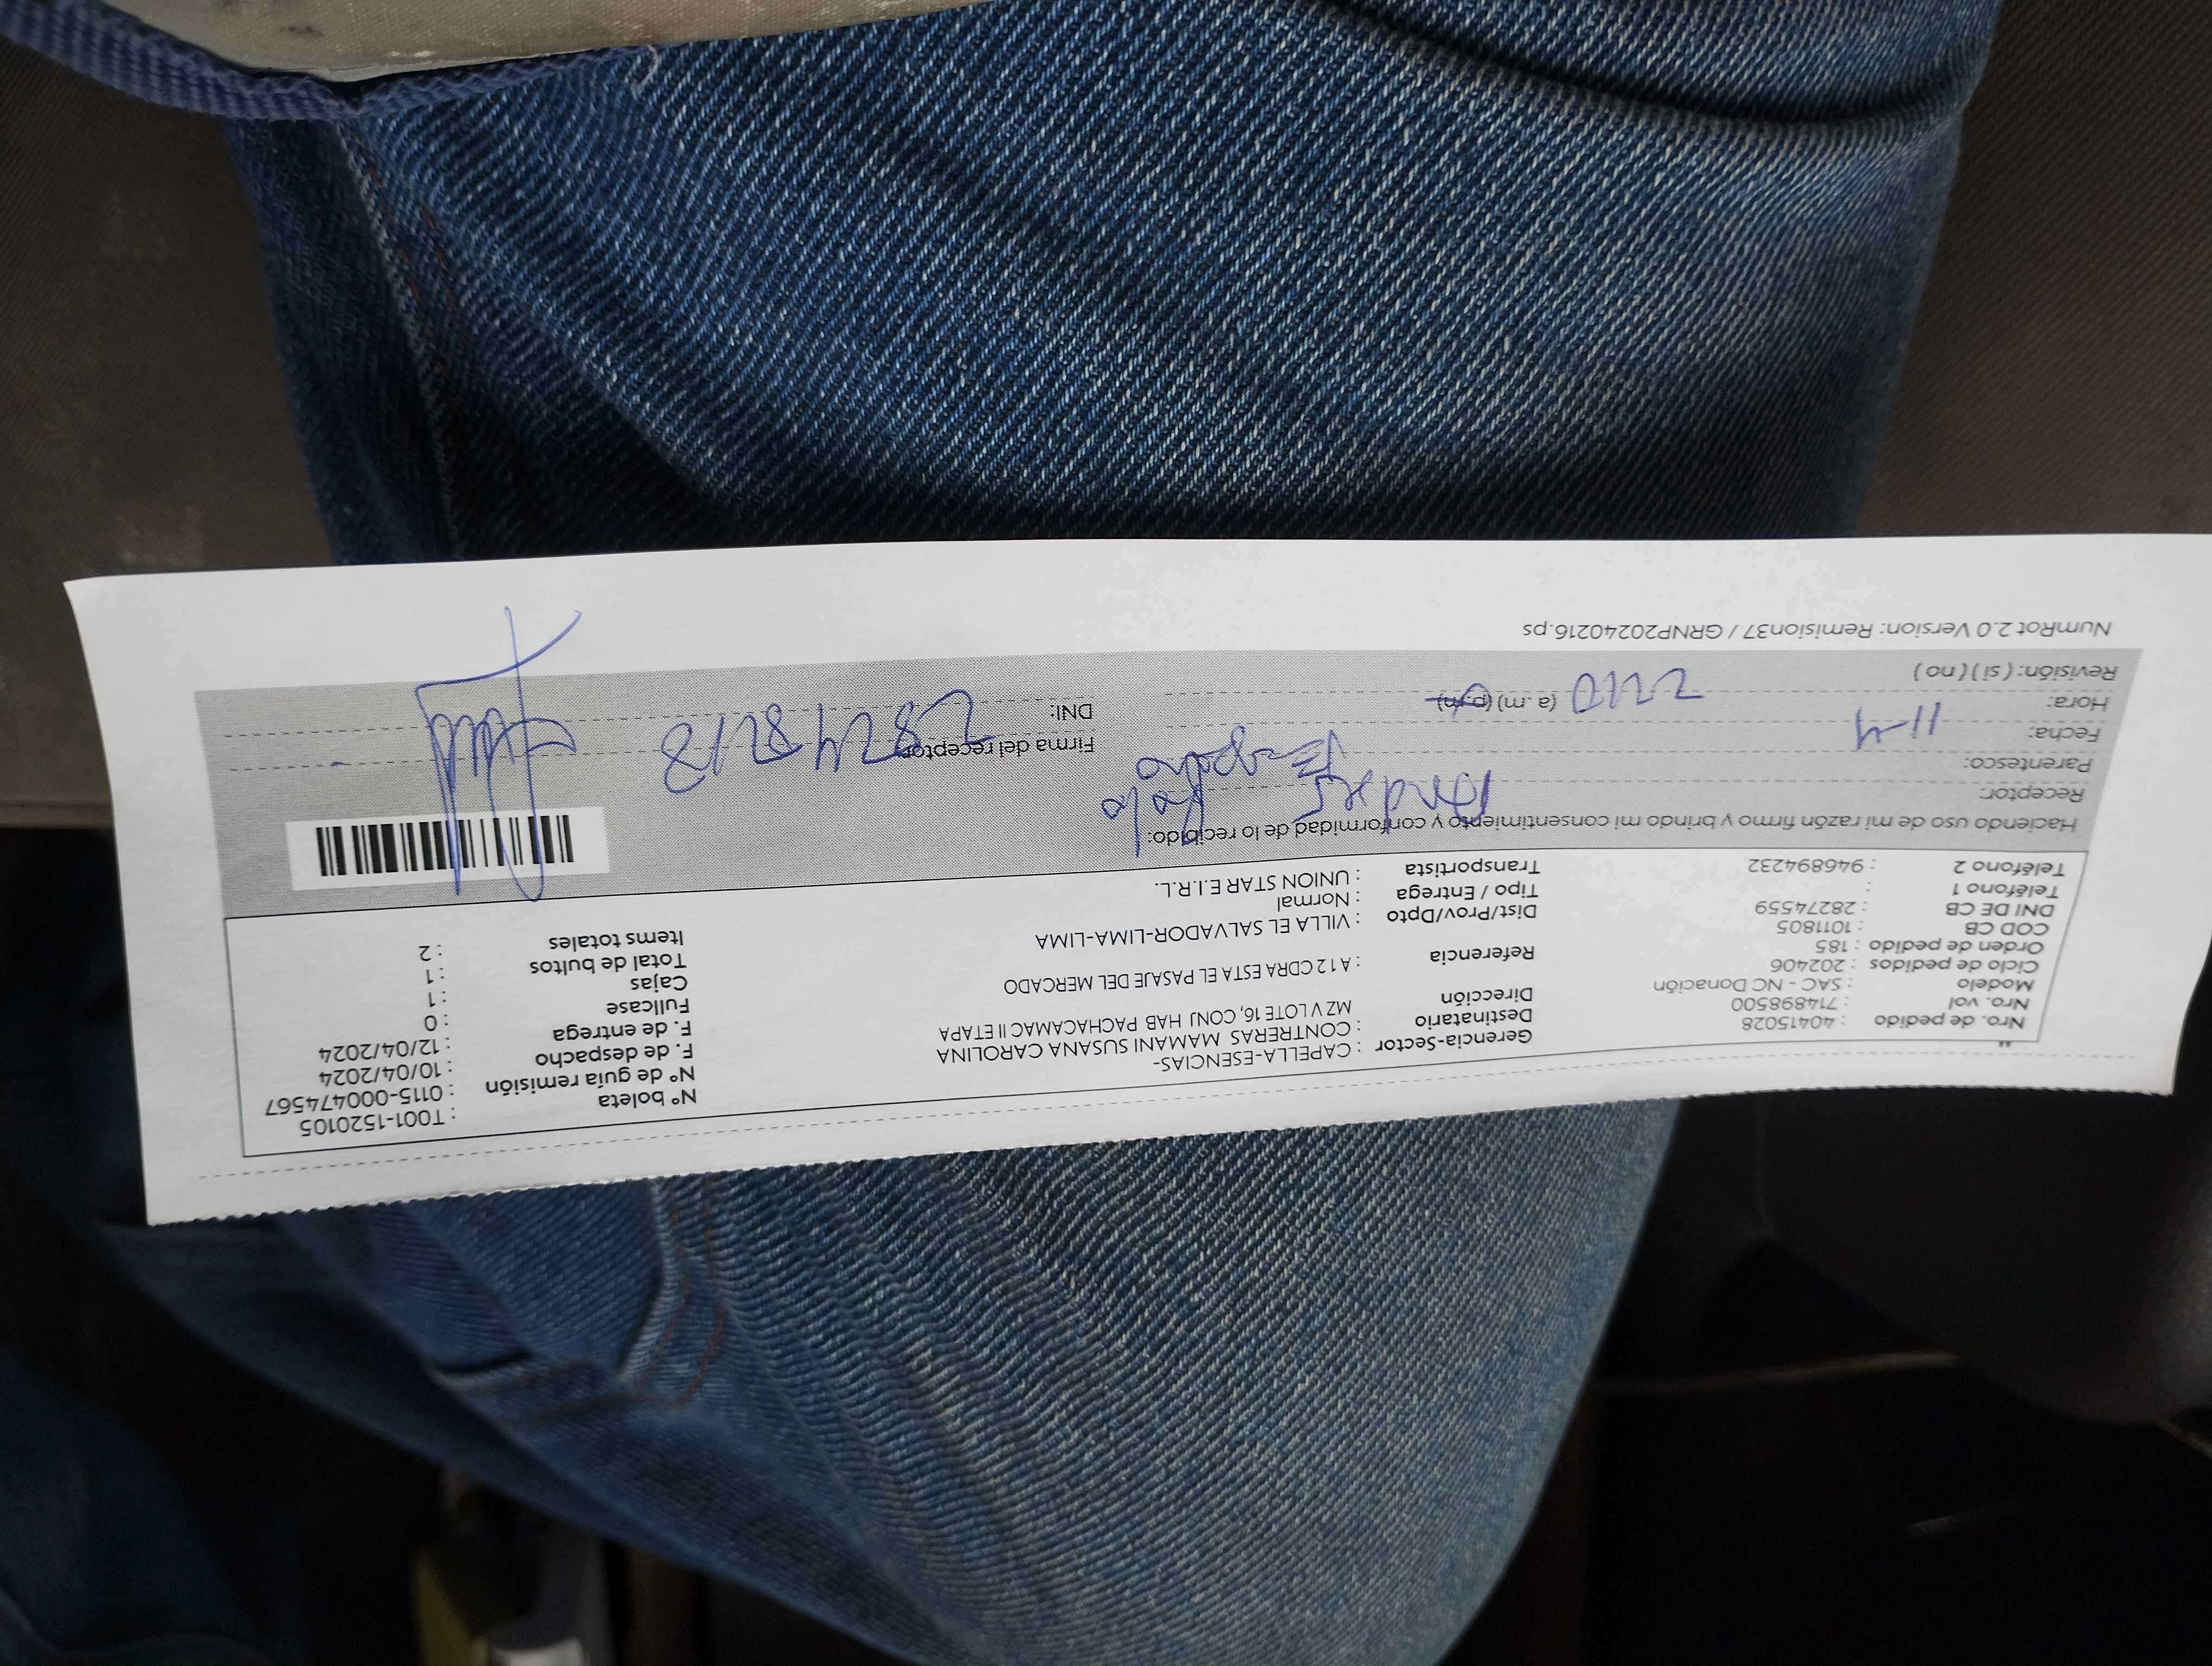 Nro. de pedido : 40415028
Nro. vol : 714898500
Modelo : SAC - NC Donación
Ciclo de pedidos : 202406
Orden de pedido : 185
COD CB : 1011805
DNI DE CB : 28274559
Teléfono 1 :
Teléfono 2 : 946894232
Gerencia-Sector : CAPELLA-ESENCIAS-
Destinatario : CONTRERAS MAMANI SUSANA CAROLINA
Dirección MZ V LOTE 16, CONJ HAB PACHACAMAC II ETAPA
Referencia : A 1 2 CDRA ESTA EL PASAJE DEL MERCADO
Dist/Prov/Dpto : VILLA EL SALVADOR-LIMA-LIMA
Tipo / Entrega : Normal
Transportista : UNION STAR E.I.R.L.
N° boleta : T001-1520105
N° de guía remisión : 0115-000474567
F. de despacho : 10/04/2024
F. de entrega : 12/04/2024
Fullcase : 0
Cajas : 1
Total de bultos : 1
Items totales : 2
Haciendo uso de mi razón firmo y brindo mi consentimiento y conformidad de lo recibido:
Receptor:
Parentesco:
Fecha: 11-4
Hora: (a .m) (p.m)
Revisión: ( si ) ( no )
Firma del receptor
DNI:
NumRot 2.0 Version: Remision37 / GRNP20240216.ps